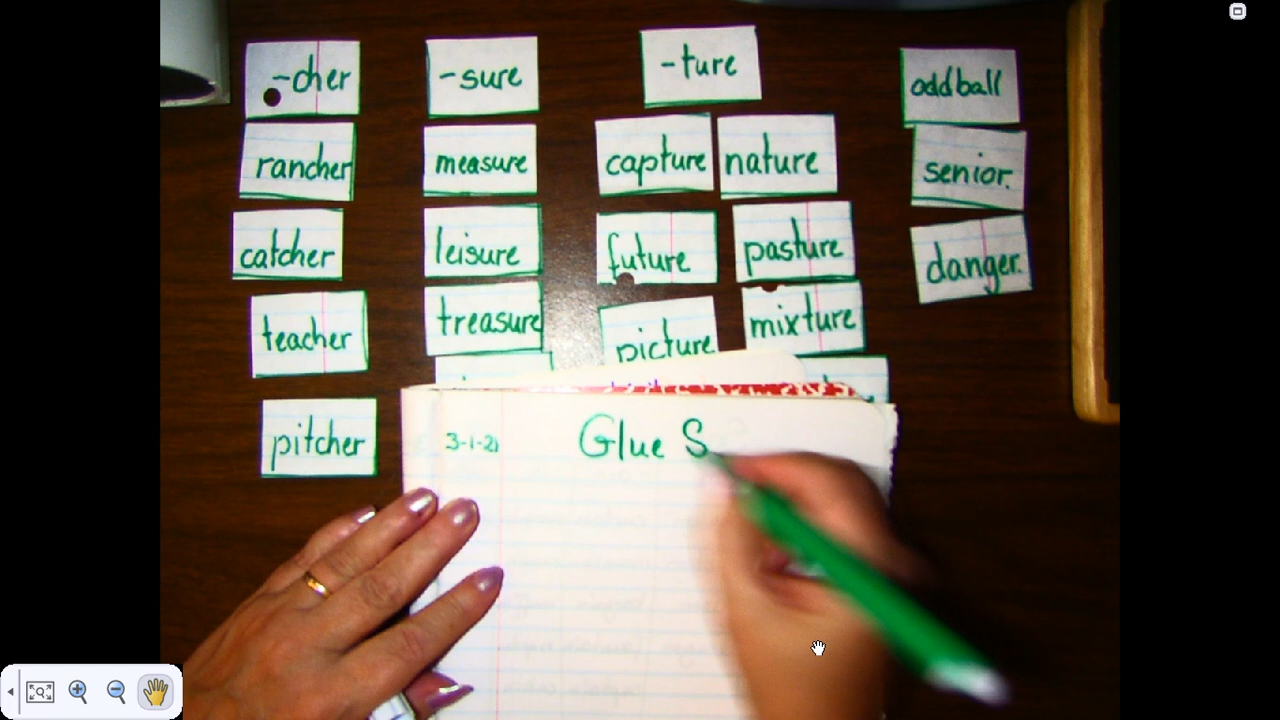 -cher
rancher
catcher
teacher
pitcher
-sure
measure
leisure
treasure
-ture
capture nature
future pasture
picture mixture
oddball
senior.
danger.
3-1-21 Glue S